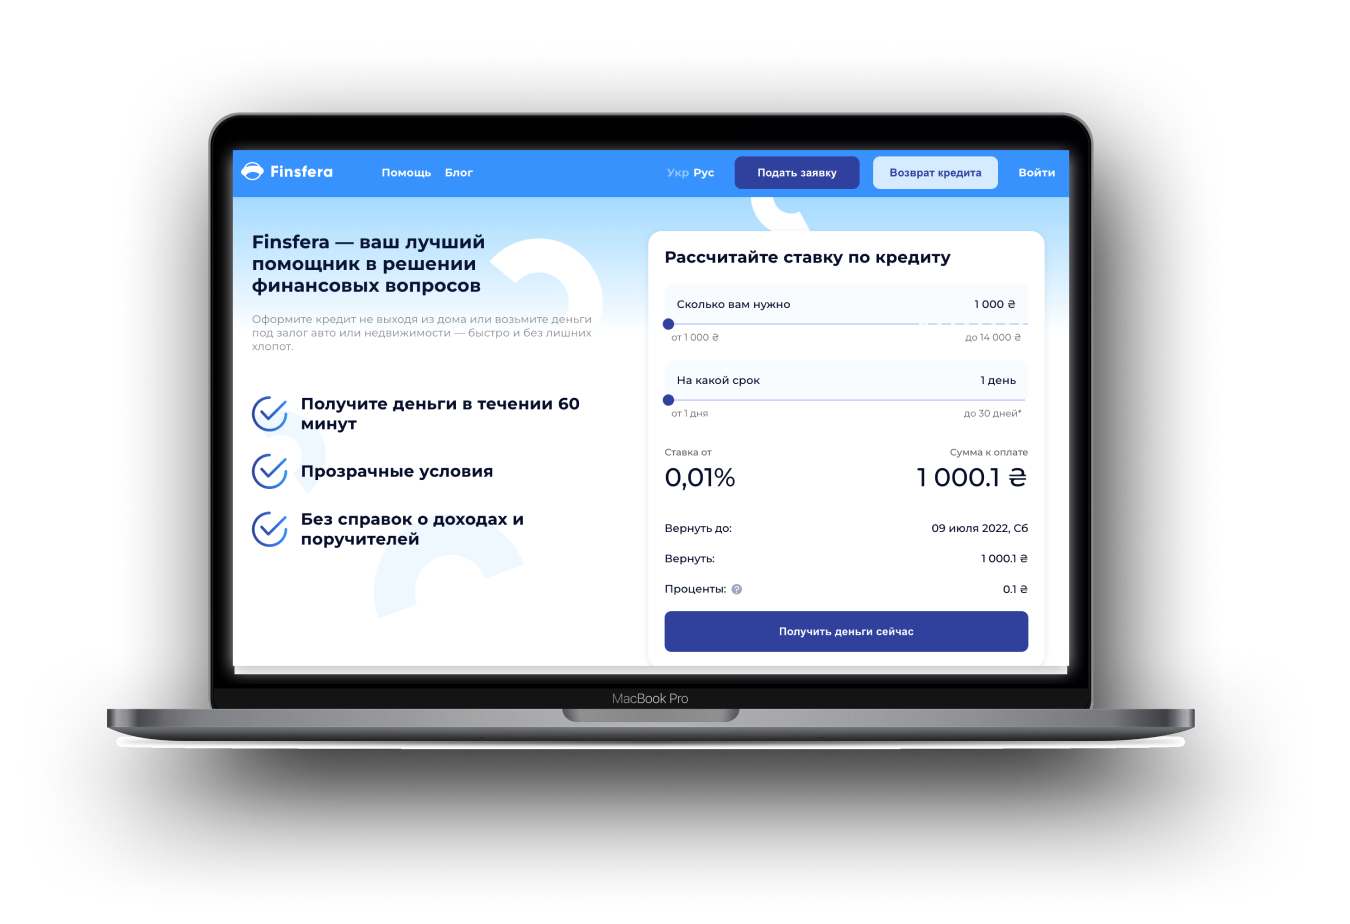 Finsfera
Помощь Блог
Укр Рус
Подать заявку
Возврат кредита
Войти
Finsfera — ваш лучший
помощник в решении
финансовых вопросов
Оформите кредит не выходя из дома или возьмите деньги
под залог авто или недвижимости — быстро и без лишних
хлопот.
Получите деньги в течении 60
минут
Прозрачные условия
Без справок о доходах и
поручителей
Рассчитайте ставку по кредиту
Сколько вам нужно 1 000 ₴
от 1 000 ₴ до 14 000 ₴
На какой срок 1 день
от 1 дня до 30 дней*
Ставка от Сумма к оплате
0,01% 1 000.1 ₴
Вернуть до: 09 июля 2022, Сб
Вернуть: 1 000.1 ₴
Проценты: ? 0.1 ₴
Получить деньги сейчас
MacBook Pro